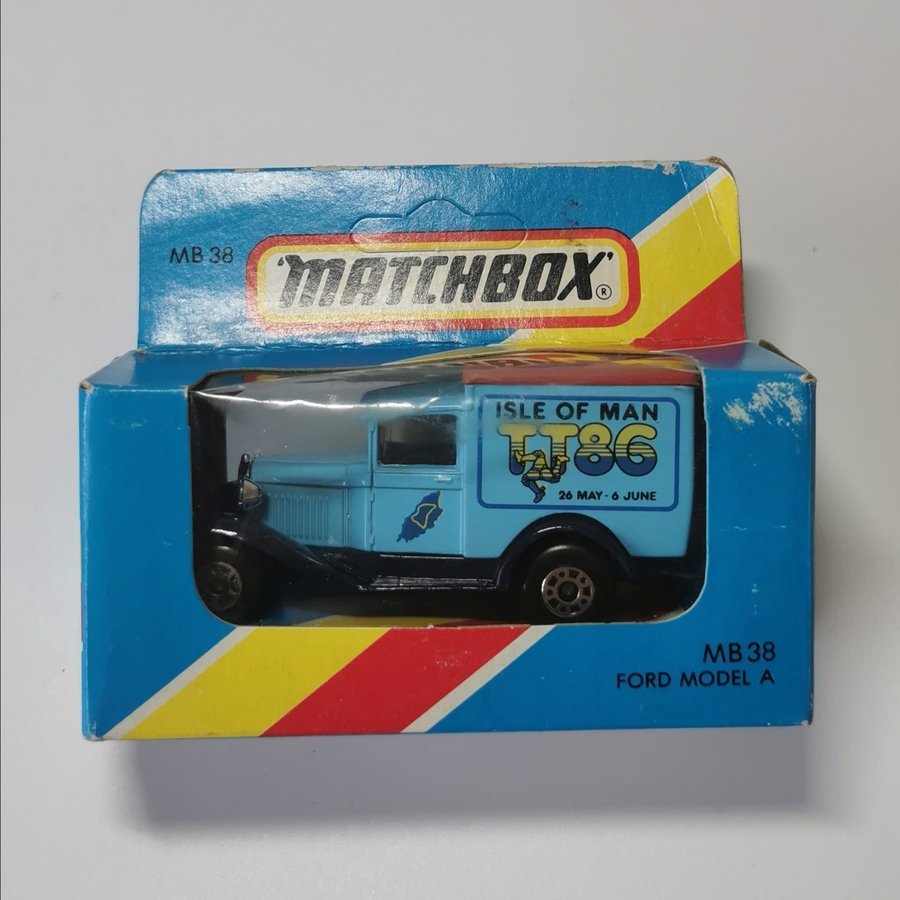 MB 38
'MATCHBOX'
®
ISLE OF MAN
TT86
26 MAY - 6 JUNE
MB 38
FORD MODEL A